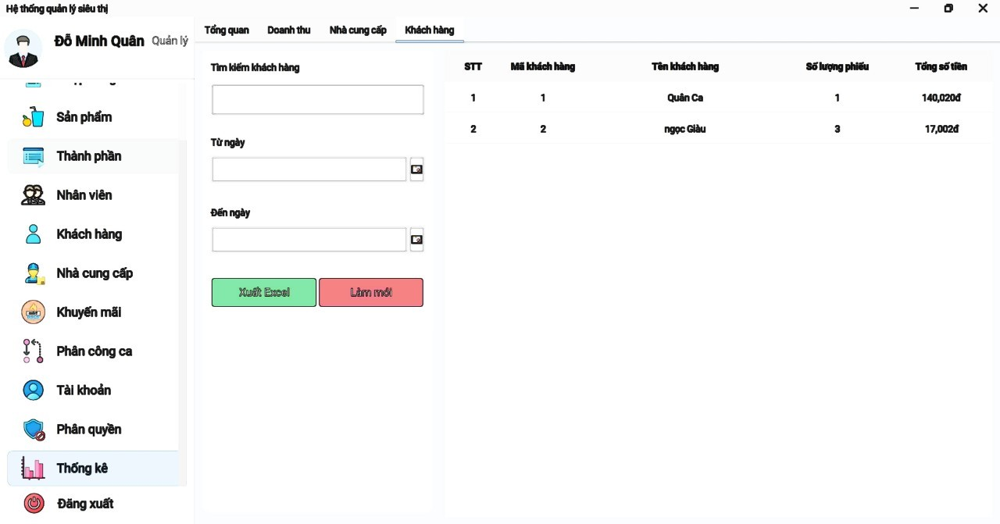 Hệ thống quản lý siêu thị
Đỗ Minh Quân Quản lý
Sản phẩm
Thành phần
Nhân viên
Khách hàng
Nhà cung cấp
Khuyến mãi
Phân công ca
Tài khoản
Phân quyền
Thống kê
Đăng xuất
Tổng quan Doanh thu Nhà cung cấp Khách hàng
Tìm kiếm khách hàng
Từ ngày
Đến ngày
Xuất Excel Làm mới
STT Mã khách hàng Tên khách hàng Số lượng phiếu Tổng số tiền
1 1 Quân Ca 1 140,020đ
2 2 ngọc Giàu 3 17,002đ